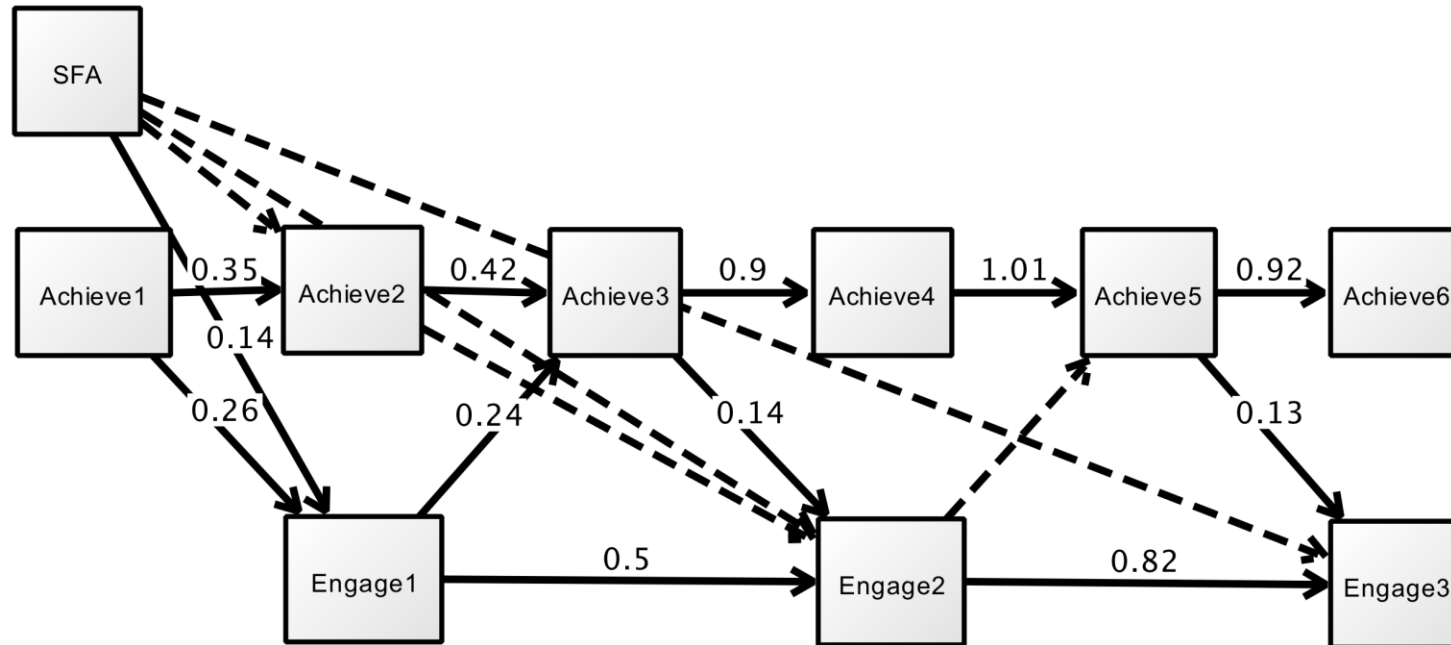 SFA
Achieve1
0.35
Achieve2
0.42
Achieve3
0.9
Achieve4
1.01
Achieve5
0.92
Achieve6
0.14
0.26
0.24
0.14
0.13
Engage1
0.5
Engage2
0.82
Engage3